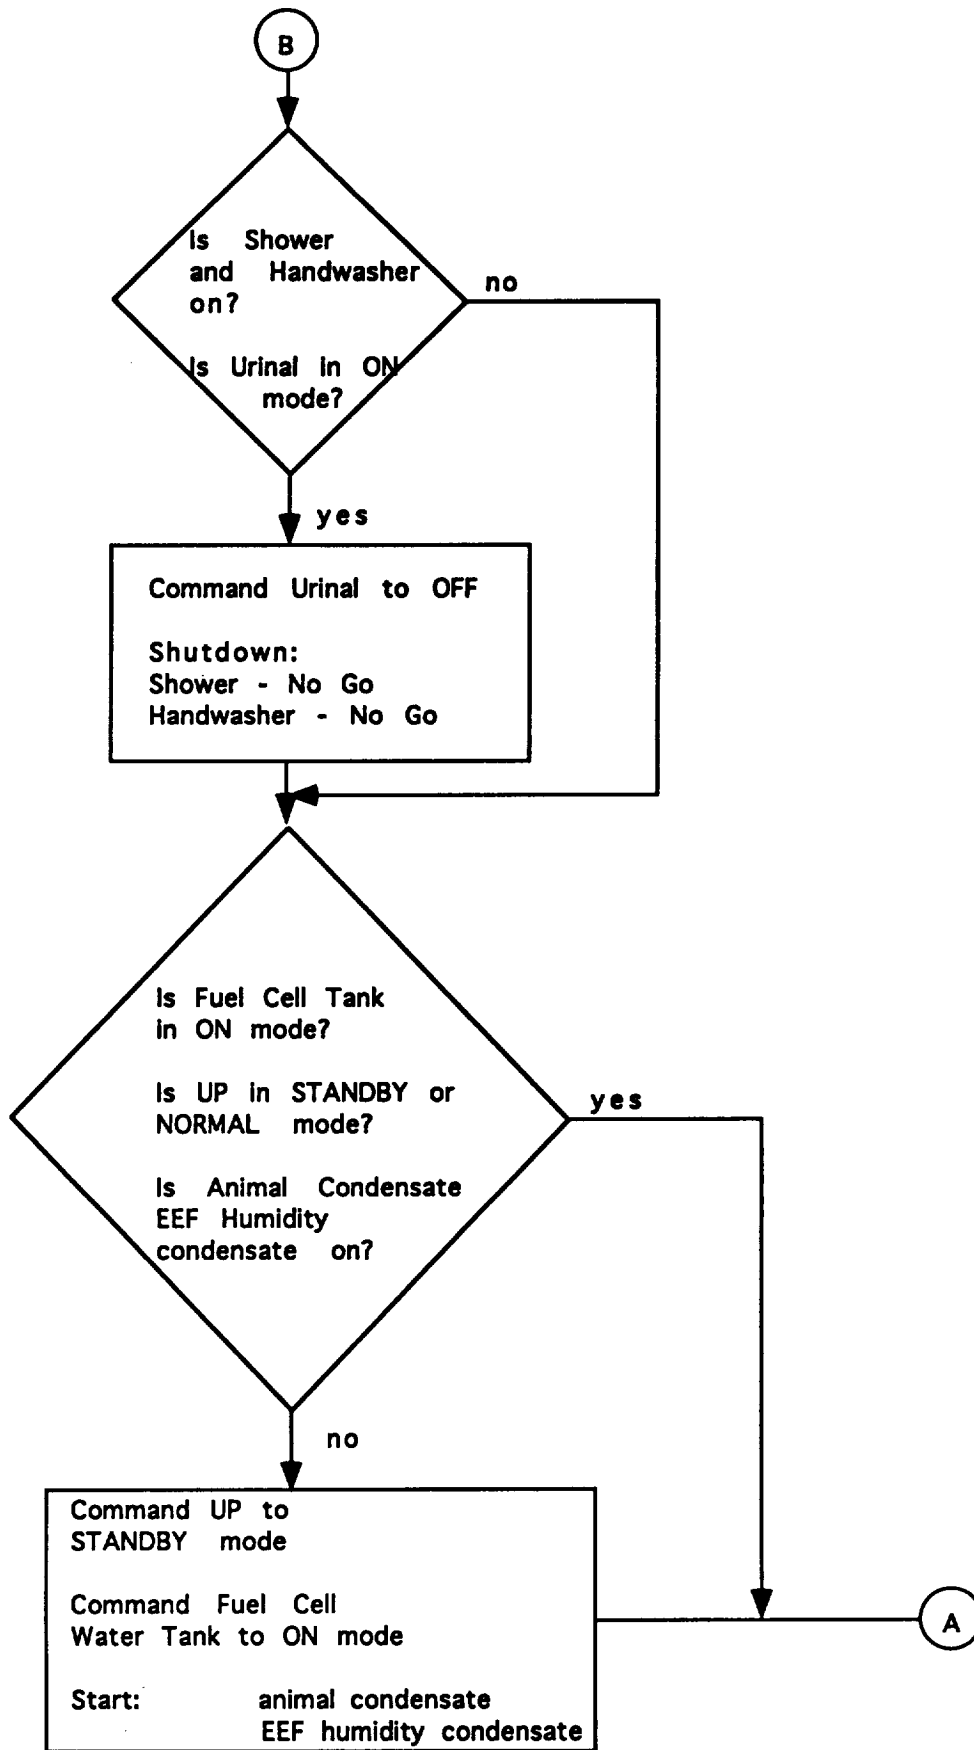 B
Is Shower
and Handwasher
on?
no
Is Urinal in ON
mode?
yes
Command Urinal to OFF
Shutdown:
Shower - No Go
Handwasher - No Go
Is Fuel Cell Tank
in ON mode?
Is UP in STANDBY or
NORMAL mode?
yes
Is Animal Condensate
EEF Humidity
condensate on?
no
Command UP to
STANDBY mode
Command Fuel Cell
Water Tank to ON mode
A
Start: animal condensate
EEF humidity condensate